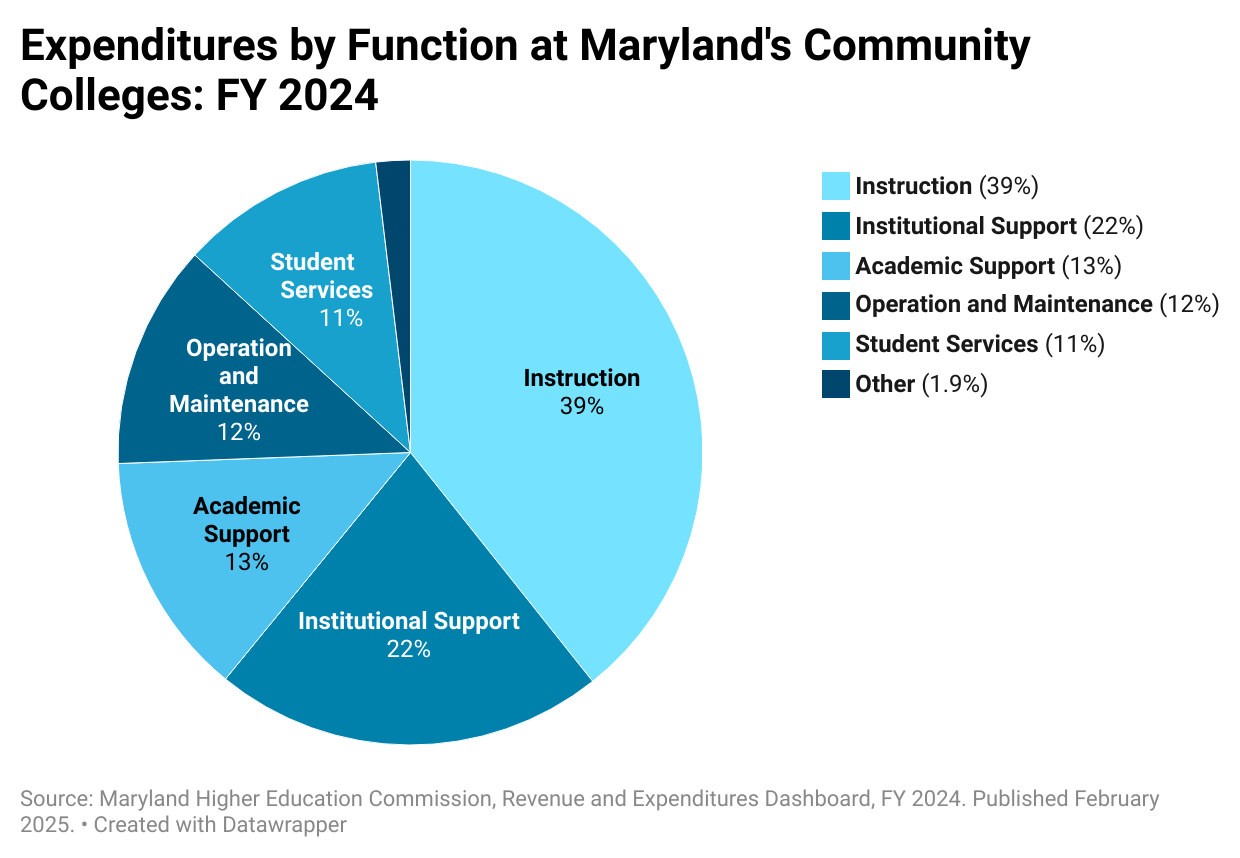 Expenditures by Function at Maryland's Community
Colleges: FY 2024
Student
Services
11%
Operation
and
Maintenance
12%
Instruction
39%
Academic
Support
13%
Institutional Support
22%
Instruction (39%)
Institutional Support (22%)
Academic Support (13%)
Operation and Maintenance (12%)
Student Services (11%)
Other (1.9%)
Source: Maryland Higher Education Commission, Revenue and Expenditures Dashboard, FY 2024. Published February
2025. • Created with Datawrapper